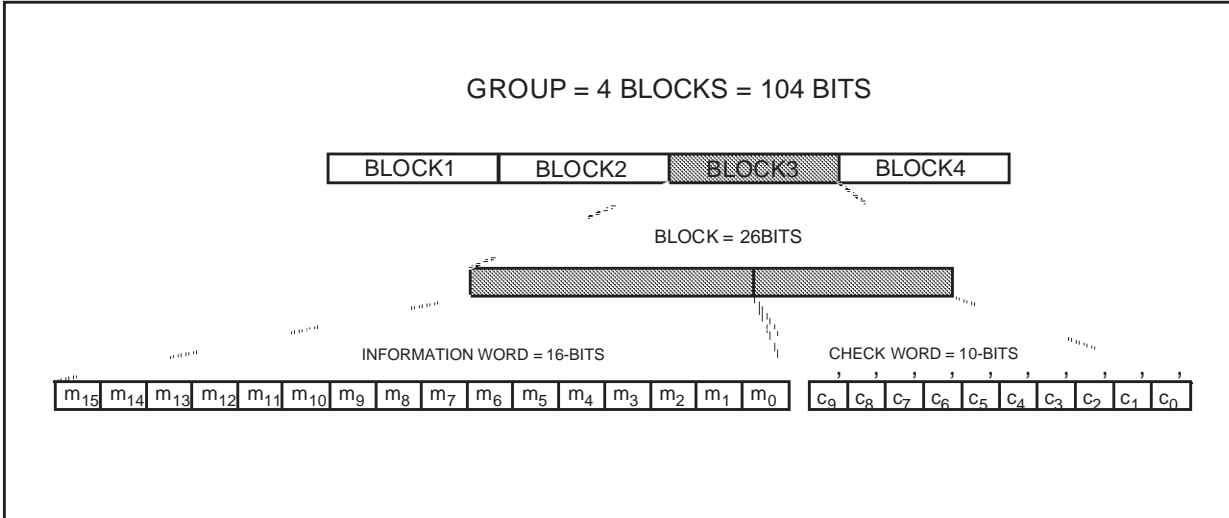 GROUP = 4 BLOCKS = 104 BITS
BLOCK1 BLOCK2 BLOCK3 BLOCK4
BLOCK = 26BITS
INFORMATION WORD = 16-BITS CHECK WORD = 10-BITS
, , , , , , , , , ,
m15 m14 m13 m12 m11 m10 m9 m8 m7 m6 m5 m4 m3 m2 m1 m0 c9 c8 c7 c6 c5 c4 c3 c2 c1 c0